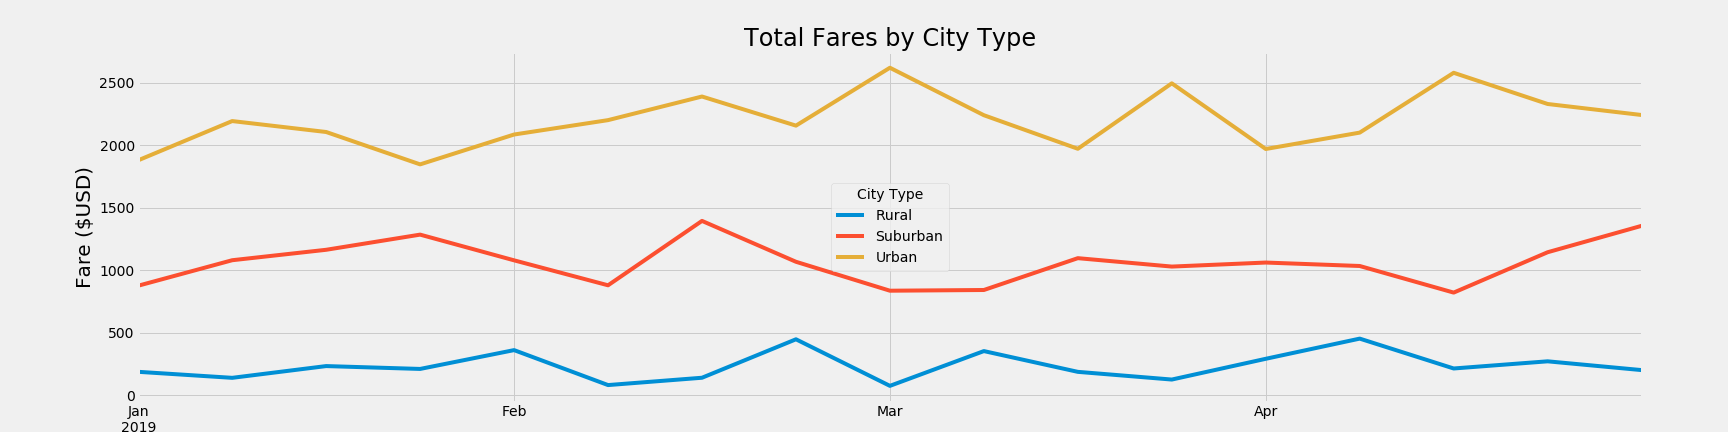 Total Fares by City Type
Fare ($USD)
2500
2000
1500
1000
500
0
City Type
Rural
Suburban
Urban
Jan Feb Mar Apr
2019